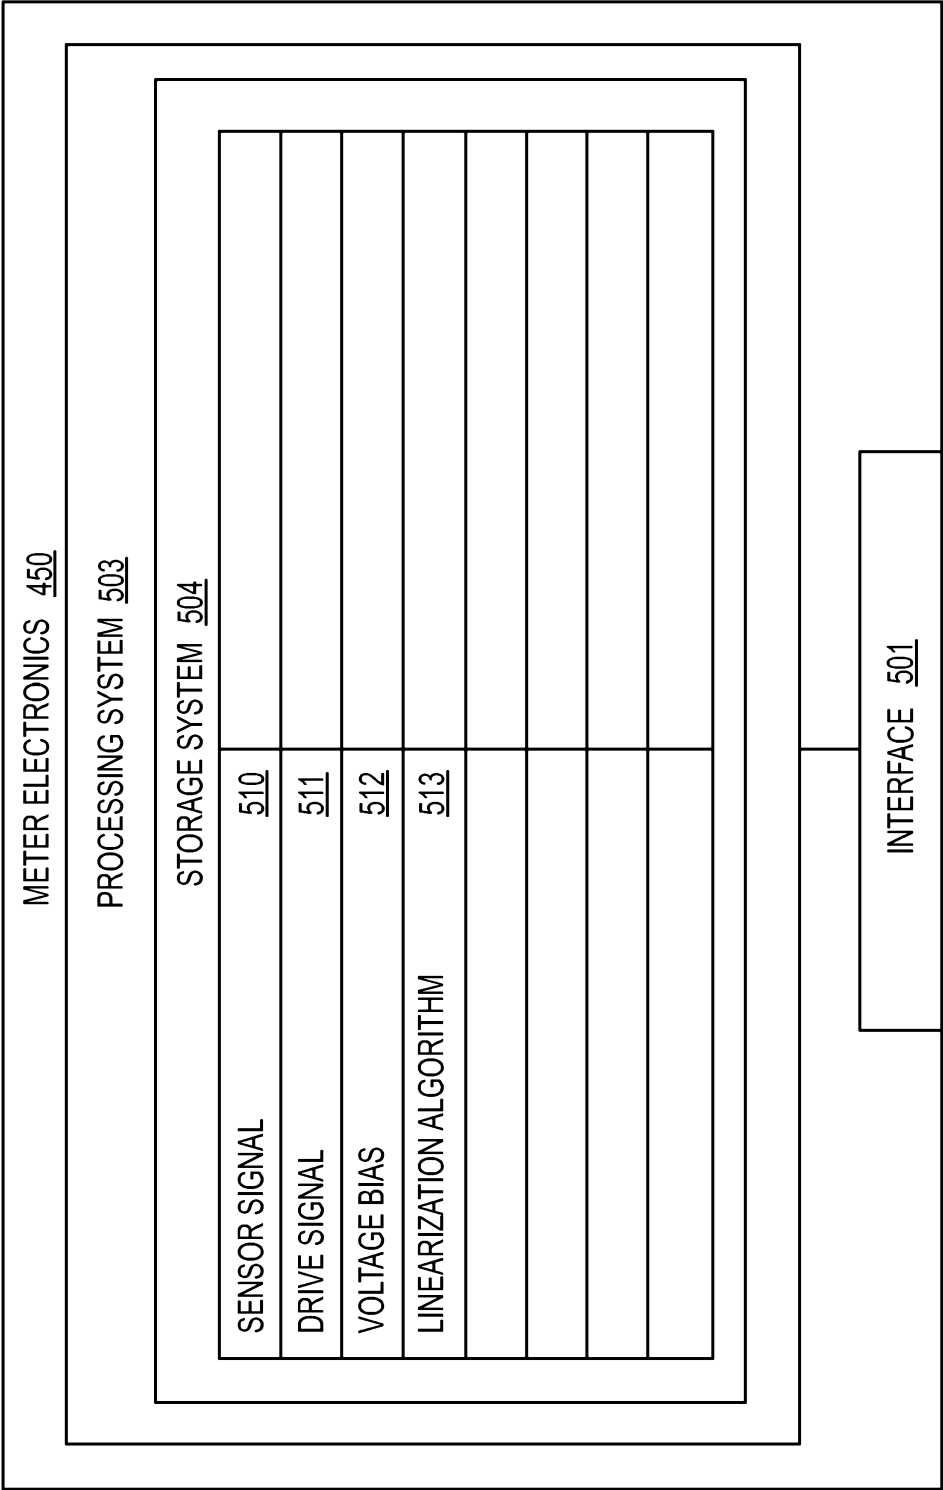 METER ELECTRONICS 450
PROCESSING SYSTEM 503
STORAGE SYSTEM 504
SENSOR SIGNAL 510
DRIVE SIGNAL 511
VOLTAGE BIAS 512
LINEARIZATION ALGORITHM 513
INTERFACE 501